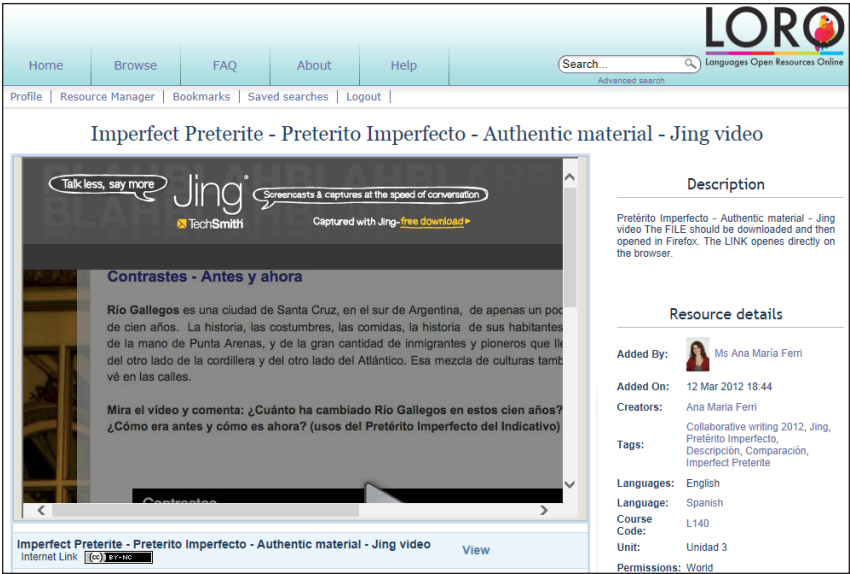 LORO
Languages Open Resources Online
Home Browse FAQ About Help
Search...
Advanced search
Profile | Resource Manager | Bookmarks | Saved searches | Logout |
Imperfect Preterite - Preterito Imperfecto - Authentic material - Jing video
BLAHBLAHBLAHBLAH
Talk less, say more
Jing
Screencasts & captures at the speed of conversation
TechSmith
Captured with Jing-free download
Contrastes - Antes y ahora
Río Gallegos es una ciudad de Santa Cruz, en el sur de Argentina, de apenas un poc
de cien años. La historia, las costumbres, las comidas, la historia de sus habitantes
de la mano de Punta Arenas, y de la gran cantidad de inmigrantes y pioneros que lle
del otro lado de la cordillera y del otro lado del Atlántico. Esa mezcla de culturas tamb
vé en las calles.
Mira el vídeo y comenta: ¿Cuánto ha cambiado Río Gallegos en estos cien años?
¿Cómo era antes y cómo es ahora? (usos del Pretérito Imperfecto del Indicativo)
Contrastes
Imperfect Preterite - Preterito Imperfecto - Authentic material - Jing video
Internet Link (cc) BY-NC
View
Description
Pretérito Imperfecto - Authentic material - Jing
video The FILE should be downloaded and then
opened in Firefox. The LINK openes directly on
the browser.
Resource details
Added By: Ms Ana María Ferri
Added On: 12 Mar 2012 18:44
Creators: Ana Maria Ferri
Tags: Collaborative writing 2012, Jing,
Pretérito Imperfecto,
Descripción, Comparación,
Imperfect Preterite
Languages: English
Language: Spanish
Course
Code: L140
Unit: Unidad 3
Permissions: World